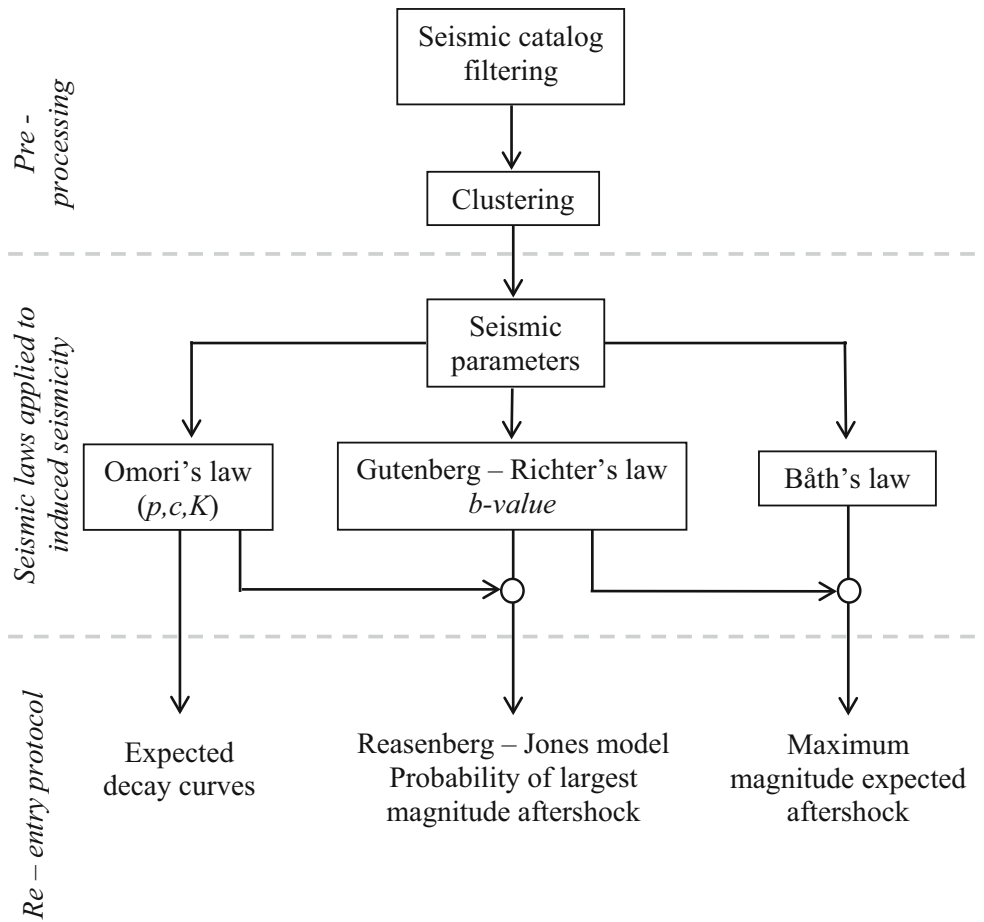 Pre -
processing
Seismic catalog
filtering
Clustering
Seismic laws applied to
induced seismicity
Seismic
parameters
Omori’s law
(p,c,K)
Gutenberg – Richter’s law
b-value
Båth’s law
Re – entry protocol
Expected
decay curves
Reasenberg – Jones model
Probability of largest
magnitude aftershock
Maximum
magnitude expected
aftershock